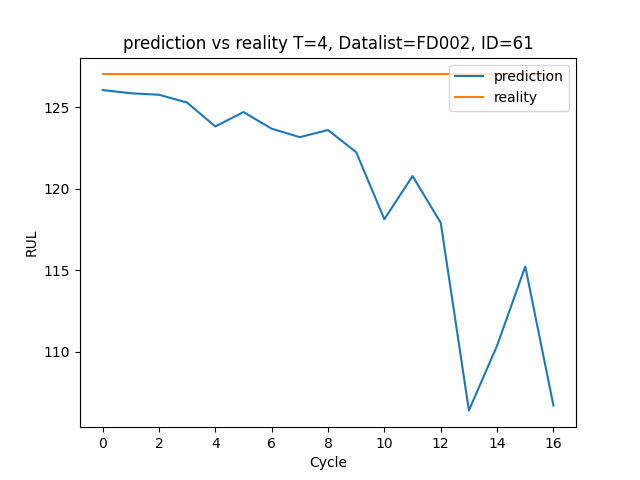 prediction vs reality T=4, Datalist=FD002, ID=61
prediction
reality
125
120
115
110
RUL
0 2 4 6 8 10 12 14 16
Cycle